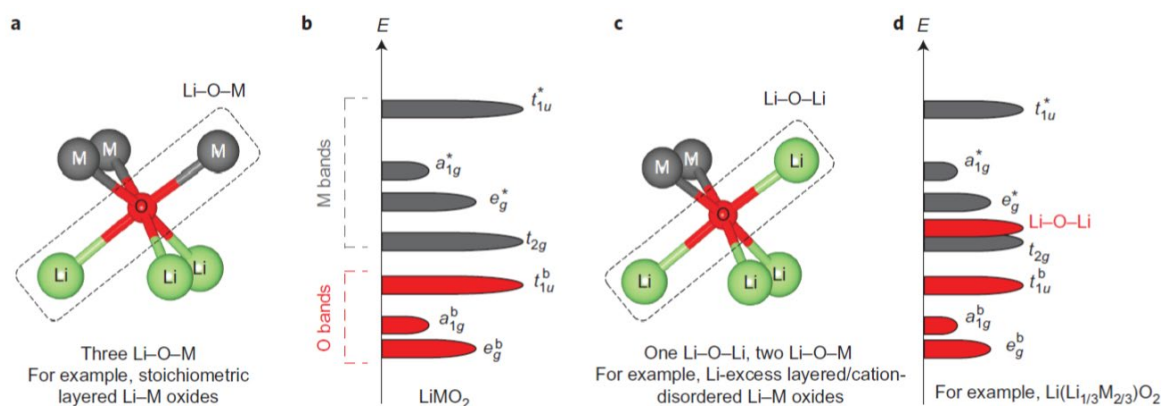 a
Li–O–M
M
M
M
O
Li
Li
Li
Three Li–O–M
For example, stoichiometric
layered Li–M oxides
b
E
M bands
O bands
t*1u
a*1g
e*g
t2g
tb1u
ab1g
ebg
LiMO2
c
Li–O–Li
M
M
Li
O
Li
Li
Li
One Li–O–Li, two Li–O–M
For example, Li-excess layered/cation-
disordered Li–M oxides
d
E
t*1u
a*1g
e*g
Li–O–Li
t2g
tb1u
ab1g
ebg
For example, Li(Li1/3M2/3)O2